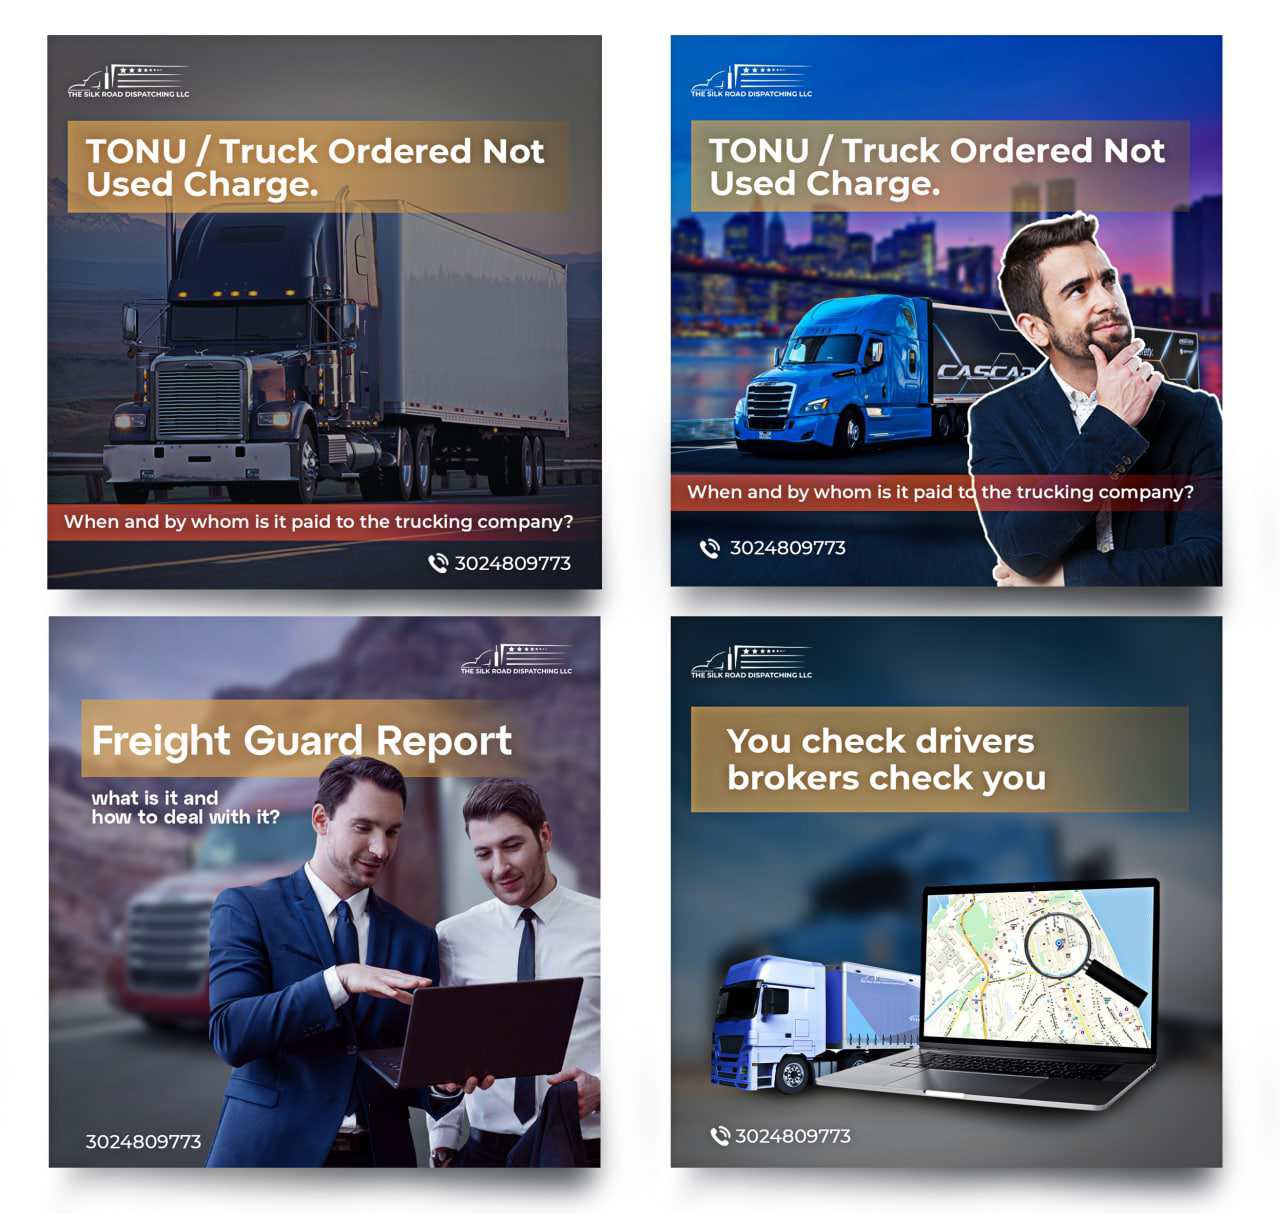 THE SILK ROAD DISPATCHING LLC
TONU / Truck Ordered Not
Used Charge.
When and by whom is it paid to the trucking company?
3024809773
THE SILK ROAD DISPATCHING LLC
TONU / Truck Ordered Not
Used Charge.
CASCAD
When and by whom is it paid to the trucking company?
3024809773
THE SILK ROAD DISPATCHING LLC
Freight Guard Report
what is it and
how to deal with it?
3024809773
THE SILK ROAD DISPATCHING LLC
You check drivers
brokers check you
3024809773